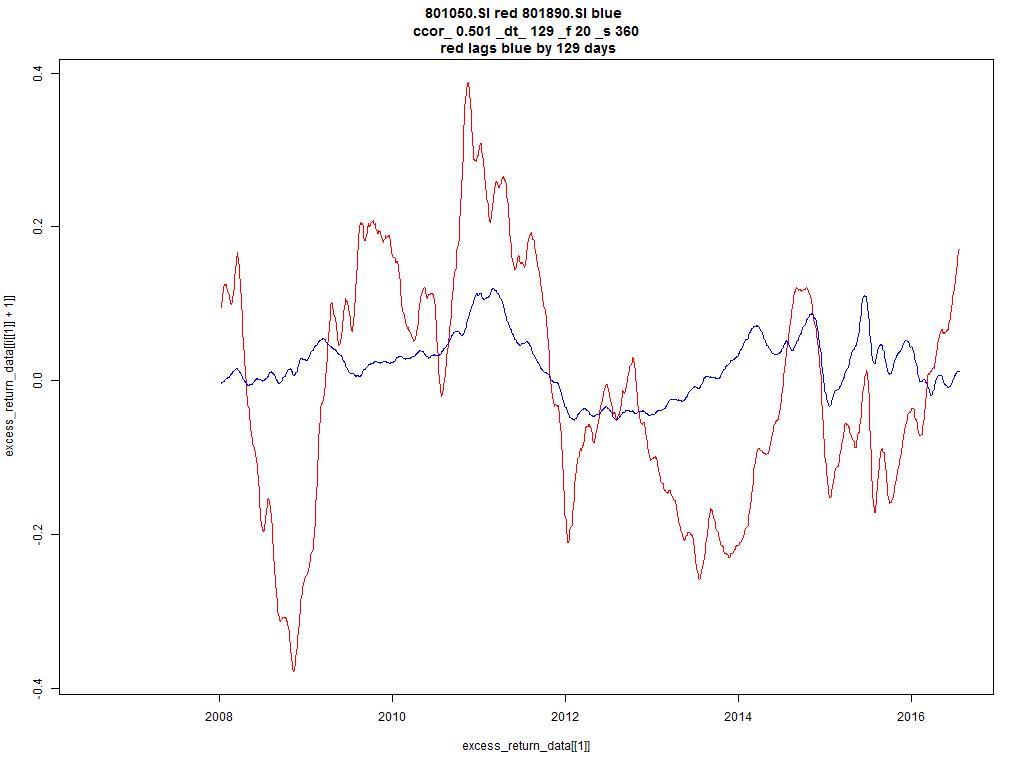 801050.SI red 801890.SI blue
ccor_ 0.501 _dt_ 129 _f 20 _s 360
red lags blue by 129 days
0.4
0.2
0.0
-0.2
-0.4
excess_return_data[[i[[1]] + 1]]
2008 2010 2012 2014 2016
excess_return_data[[1]]